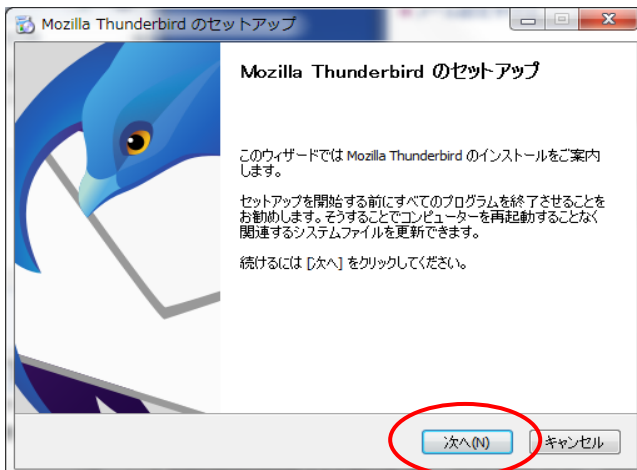 Mozilla Thunderbird のセットアップ
Mozilla Thunderbird のセットアップ
このウィザードでは Mozilla Thunderbird のインストールをご案内
します。
セットアップを開始する前にすべてのプログラムを終了させることを
お勧めします。そうすることでコンピューターを再起動することなく
関連するシステムファイルを更新できます。
続けるには [次へ] をクリックしてください。
次へ(N)
キャンセル